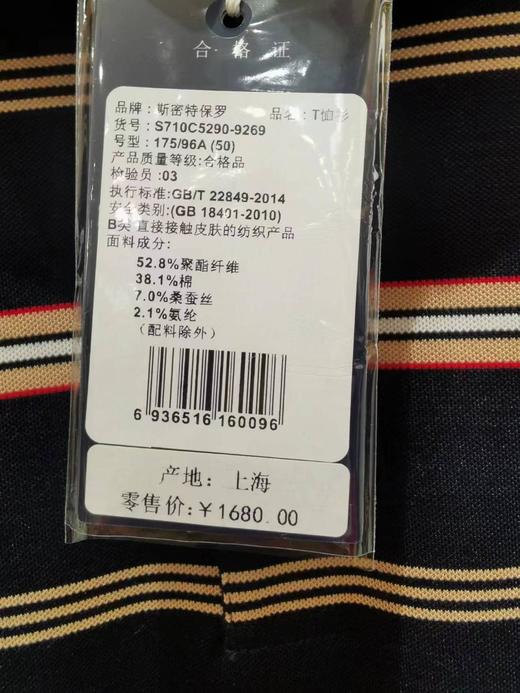 合格证
品牌：斯密特保罗 品名：T恤衫
货号：S710C5290-9269
号型：175/96A (50)
产品质量等级:合格品
检验员：03
执行标准:GB/T 22849-2014
安全类别:(GB 18401-2010)
B类 直接接触皮肤的纺织产品
面料成分：
52.8%聚酯纤维
38.1%棉
7.0%桑蚕丝
2.1%氨纶
（配料除外）
6 936516 160096
产地：上海
零售价:￥1680.00